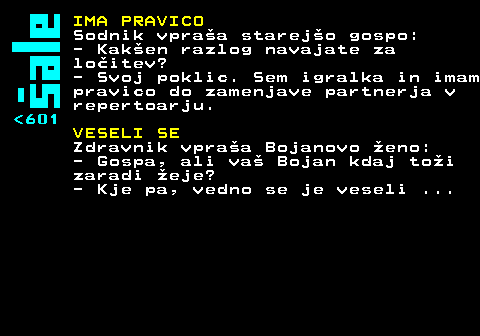 Šale
<601
IMA PRAVICO
Sodnik vpraša starejšo gospo:
- Kakšen razlog navajate za
ločitev?
- Svoj poklic. Sem igralka in imam
pravico do zamenjave partnerja v
repertoarju.
VESELI SE
Zdravnik vpraša Bojanovo ženo:
- Gospa, ali vaš Bojan kdaj toži
zaradi žeje?
- Kje pa, vedno se je veseli ...